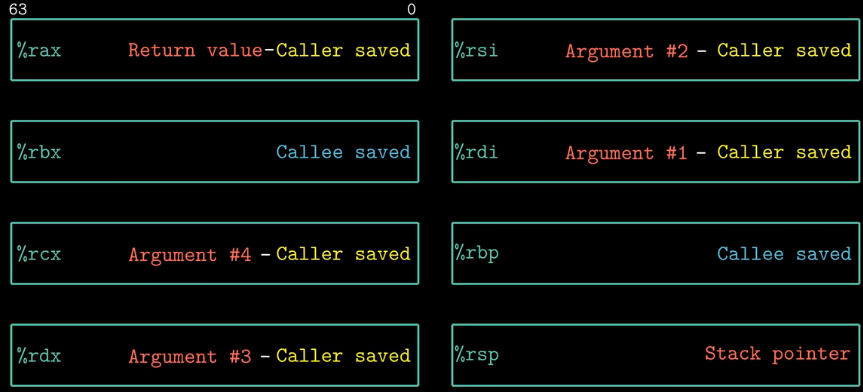 63 0
%rax Return value-Caller saved
%rbx Callee saved
%rcx Argument #4 - Caller saved
%rdx Argument #3 - Caller saved
%rsi Argument #2 - Caller saved
%rdi Argument #1 - Caller saved
%rbp Callee saved
%rsp Stack pointer